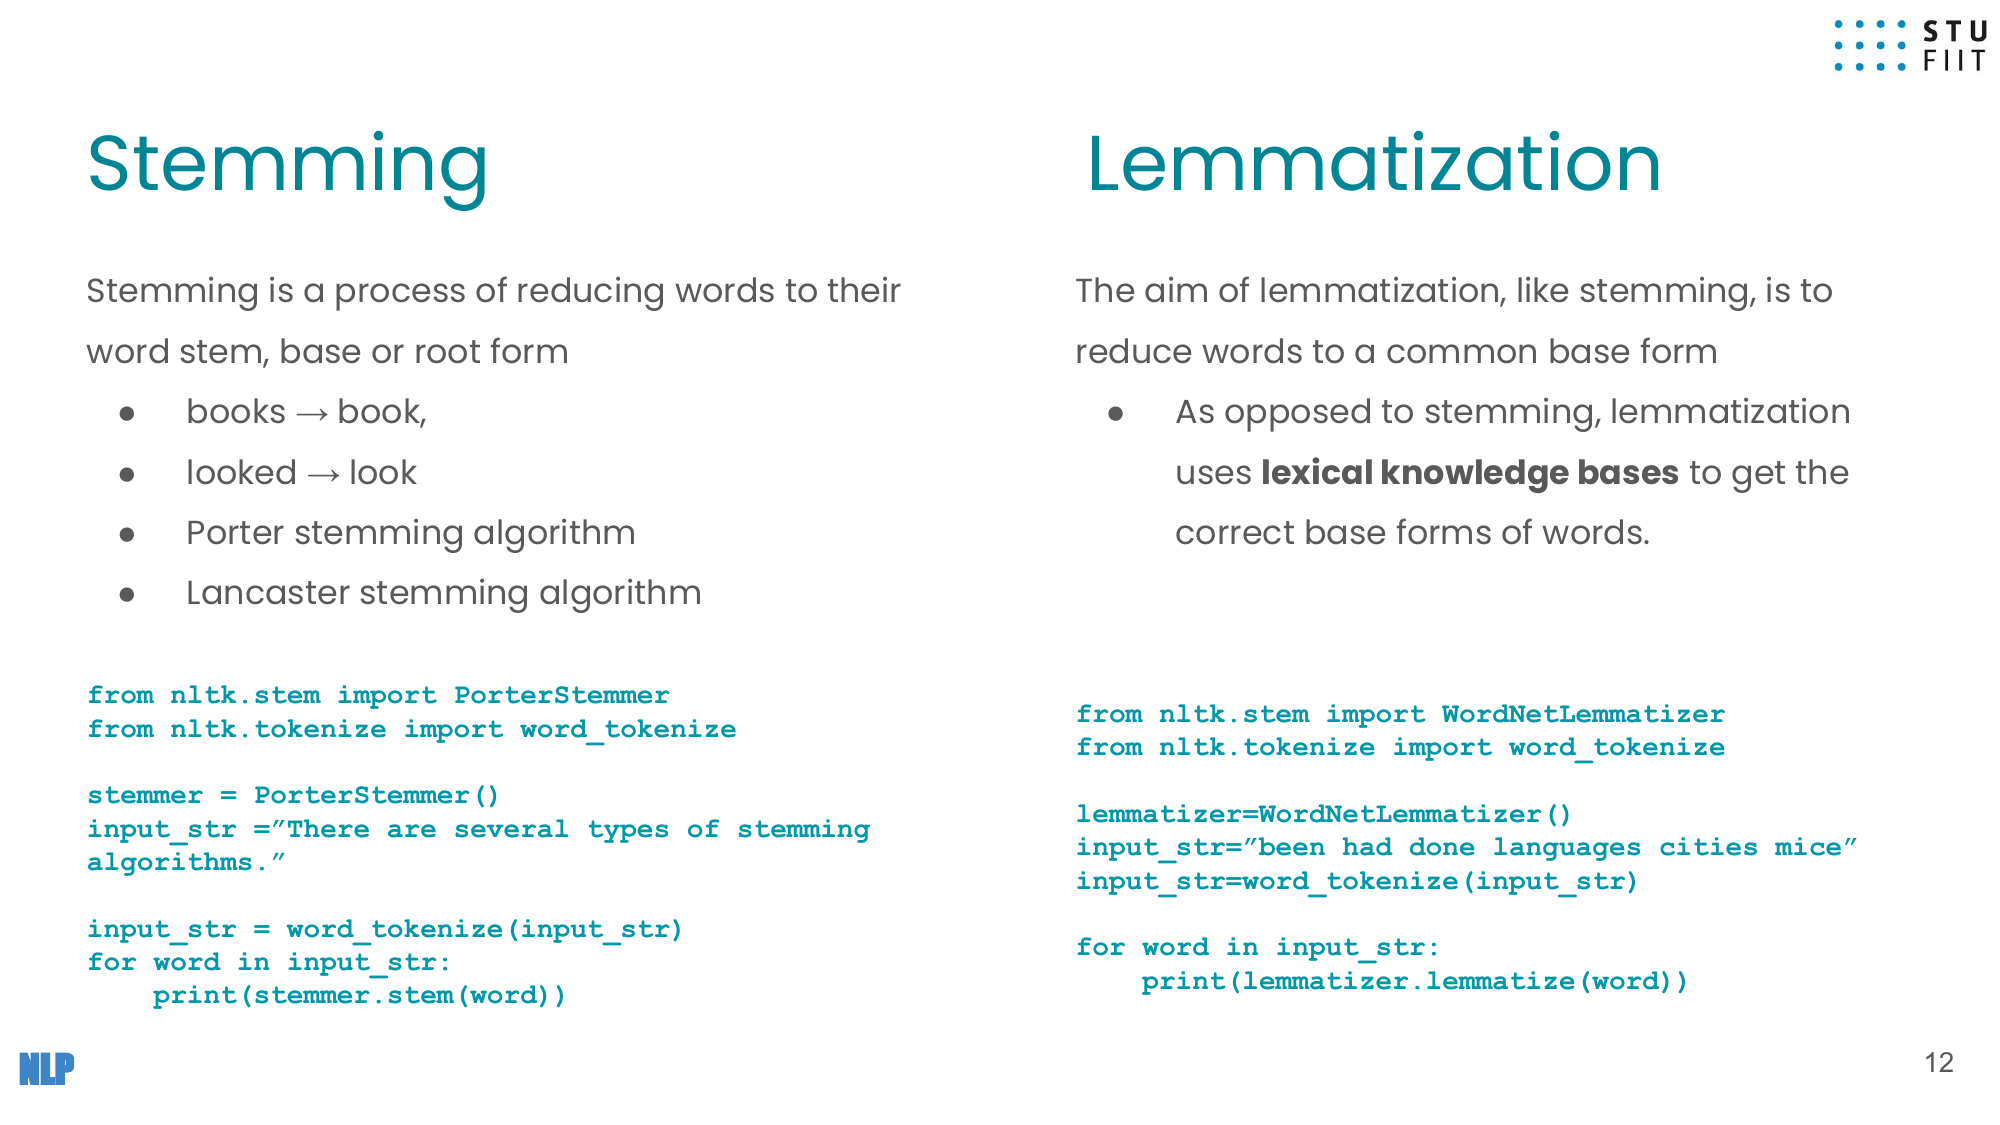 STU
FIIT
Stemming
Stemming is a process of reducing words to their
word stem, base or root form
● books → book,
● looked → look
● Porter stemming algorithm
● Lancaster stemming algorithm
from nltk.stem import PorterStemmer
from nltk.tokenize import word_tokenize
stemmer = PorterStemmer()
input_str =”There are several types of stemming
algorithms.”
input_str = word_tokenize(input_str)
for word in input_str:
    print(stemmer.stem(word))
Lemmatization
The aim of lemmatization, like stemming, is to
reduce words to a common base form
● As opposed to stemming, lemmatization
uses lexical knowledge bases to get the
correct base forms of words.
from nltk.stem import WordNetLemmatizer
from nltk.tokenize import word_tokenize
lemmatizer=WordNetLemmatizer()
input_str=”been had done languages cities mice”
input_str=word_tokenize(input_str)
for word in input_str:
    print(lemmatizer.lemmatize(word))
NLP
12